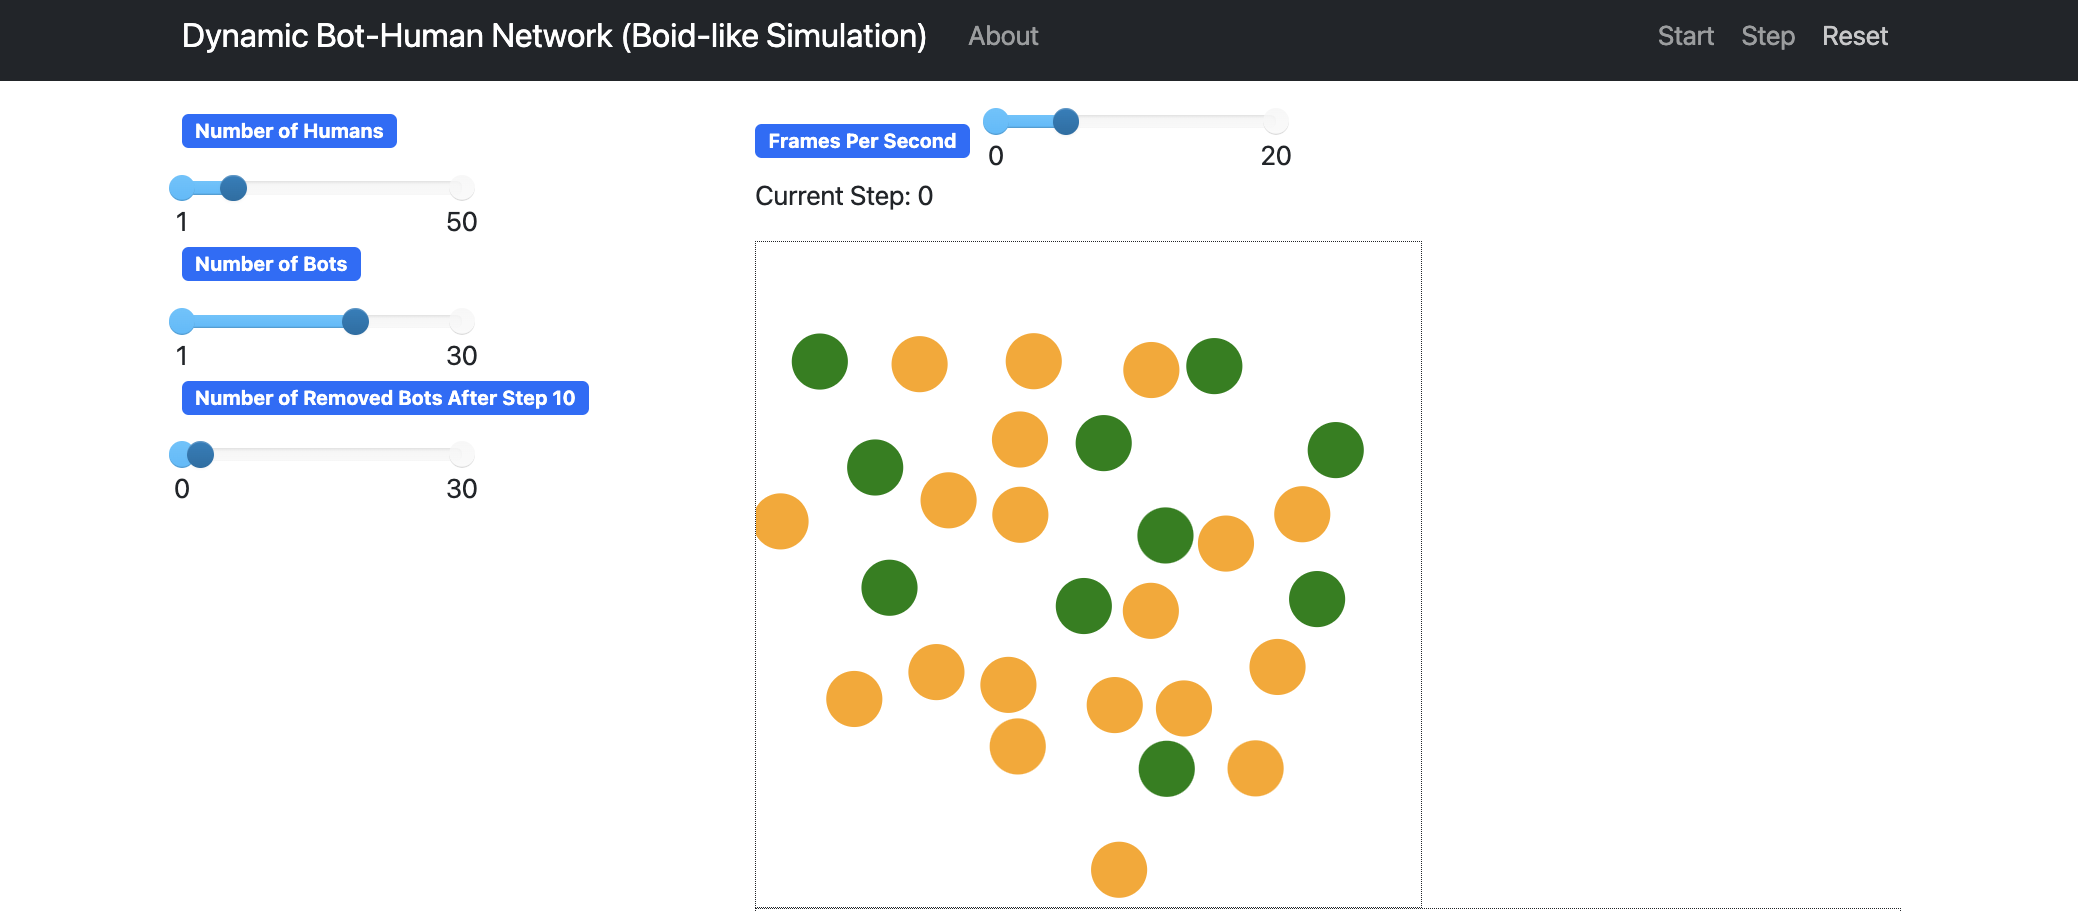 Dynamic Bot-Human Network (Boid-like Simulation) About Start Step Reset
Number of Humans
1 50
Number of Bots
1 30
Number of Removed Bots After Step 10
0 30
Frames Per Second
0 20
Current Step: 0